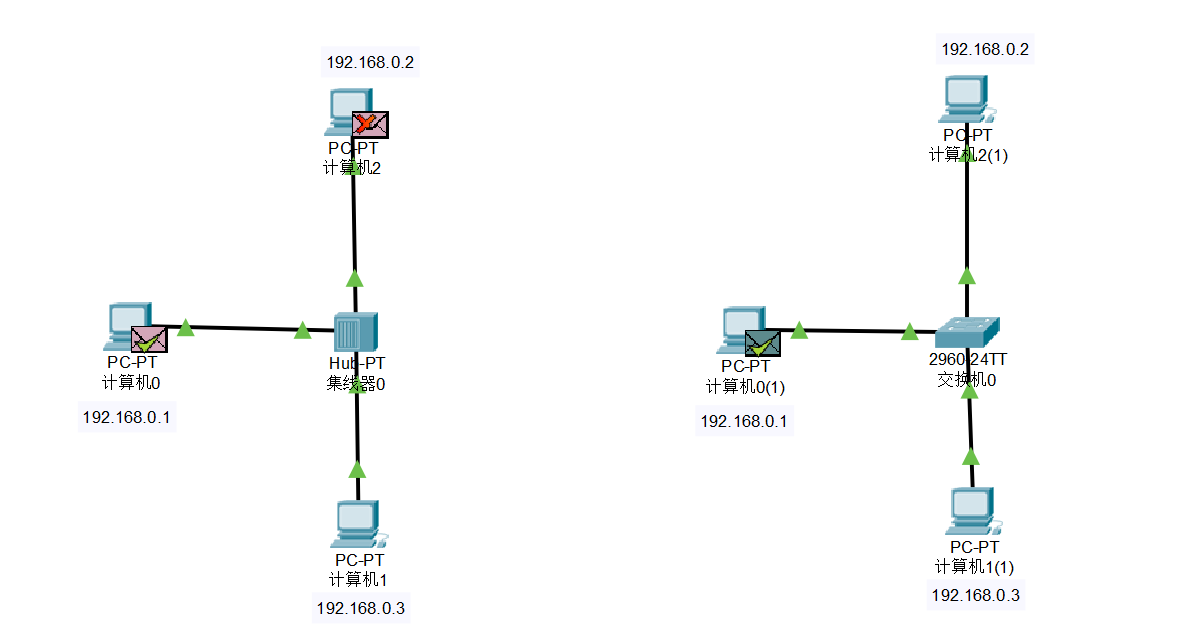 192.168.0.2
PC-PT
计算机2
PC-PT
计算机0
192.168.0.1
Hub-PT
集线器0
PC-PT
计算机1
192.168.0.3
192.168.0.2
PC-PT
计算机2(1)
PC-PT
计算机0(1)
192.168.0.1
2960-24TT
交换机0
PC-PT
计算机1(1)
192.168.0.3